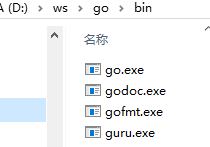 A (D:) › ws › go › bin
名称
go.exe
godoc.exe
gofmt.exe
guru.exe